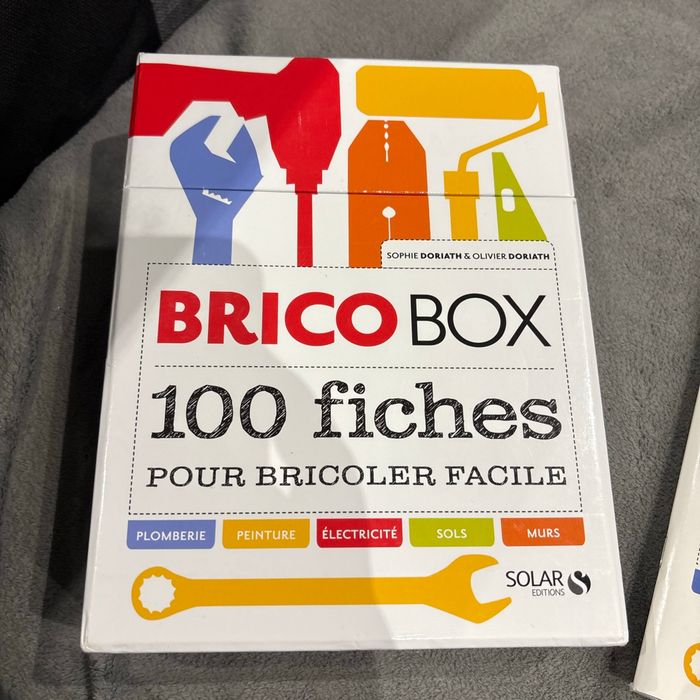 SOPHIE DORIATH & OLIVIER DORIATH
BRICO BOX
100 fiches
POUR BRICOLER FACILE
PLOMBERIE PEINTURE ÉLECTRICITÉ SOLS MURS
SOLAR
EDITIONS